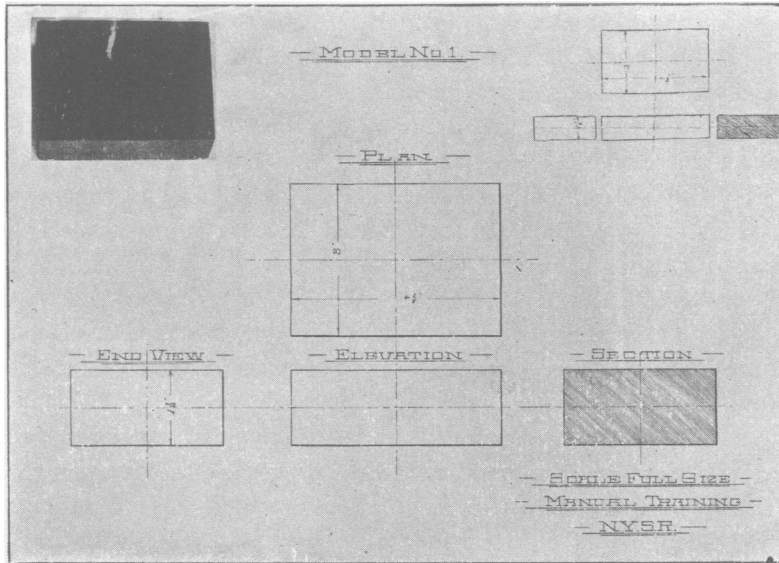 MODEL No. 1
PLAN
END VIEW
ELEVATION
SECTION
SCALE FULL SIZE
MANUAL TRAINING
N.Y.S.R.